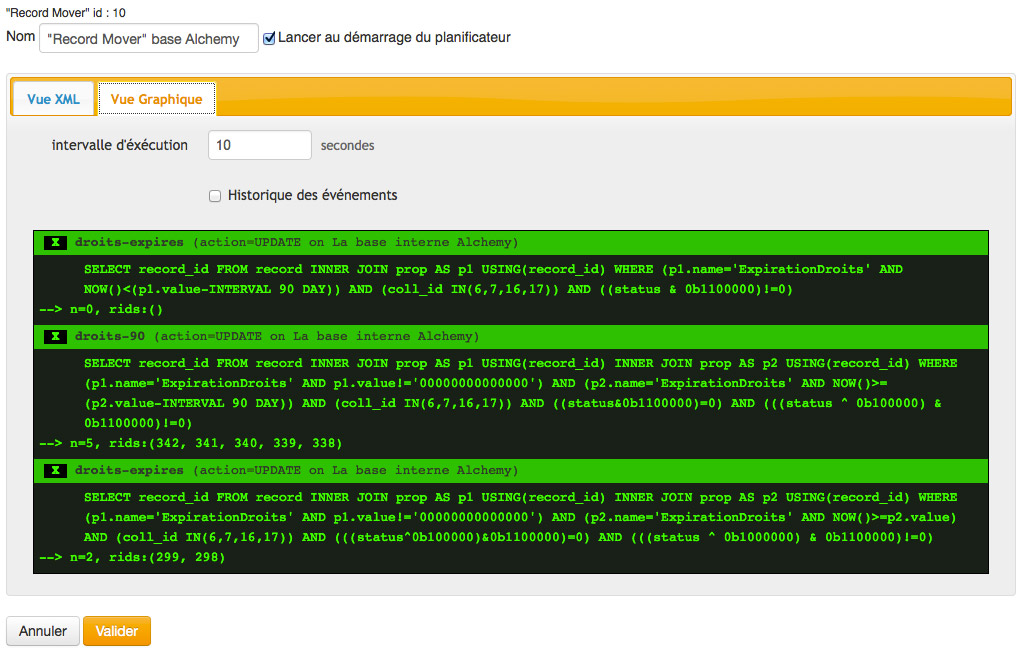 "Record Mover" id : 10
Nom "Record Mover" base Alchemy Lancer au démarrage du planificateur
Vue XML Vue Graphique
intervalle d'éxécution 10 secondes
Historique des événements
droits-expires (action=UPDATE on La base interne Alchemy)
SELECT record_id FROM record INNER JOIN prop AS p1 USING(record_id) WHERE (p1.name='ExpirationDroits' AND
NOW()<(p1.value-INTERVAL 90 DAY)) AND (coll_id IN(6,7,16,17)) AND ((status & 0b1100000)!=0)
--> n=0, rids:()
droits-90 (action=UPDATE on La base interne Alchemy)
SELECT record_id FROM record INNER JOIN prop AS p1 USING(record_id) INNER JOIN prop AS p2 USING(record_id) WHERE
(p1.name='ExpirationDroits' AND p1.value!='00000000000000') AND (p2.name='ExpirationDroits' AND NOW()>=
(p2.value-INTERVAL 90 DAY)) AND (coll_id IN(6,7,16,17)) AND ((status&0b1100000)=0) AND (((status ^ 0b100000) &
0b1100000)!=0)
--> n=5, rids:(342, 341, 340, 339, 338)
droits-expires (action=UPDATE on La base interne Alchemy)
SELECT record_id FROM record INNER JOIN prop AS p1 USING(record_id) INNER JOIN prop AS p2 USING(record_id) WHERE
(p1.name='ExpirationDroits' AND p1.value!='00000000000000') AND (p2.name='ExpirationDroits' AND NOW()>=p2.value)
AND (coll_id IN(6,7,16,17)) AND (((status^0b100000)&0b1100000)=0) AND (((status ^ 0b1000000) & 0b1100000)!=0)
--> n=2, rids:(299, 298)
Annuler Valider